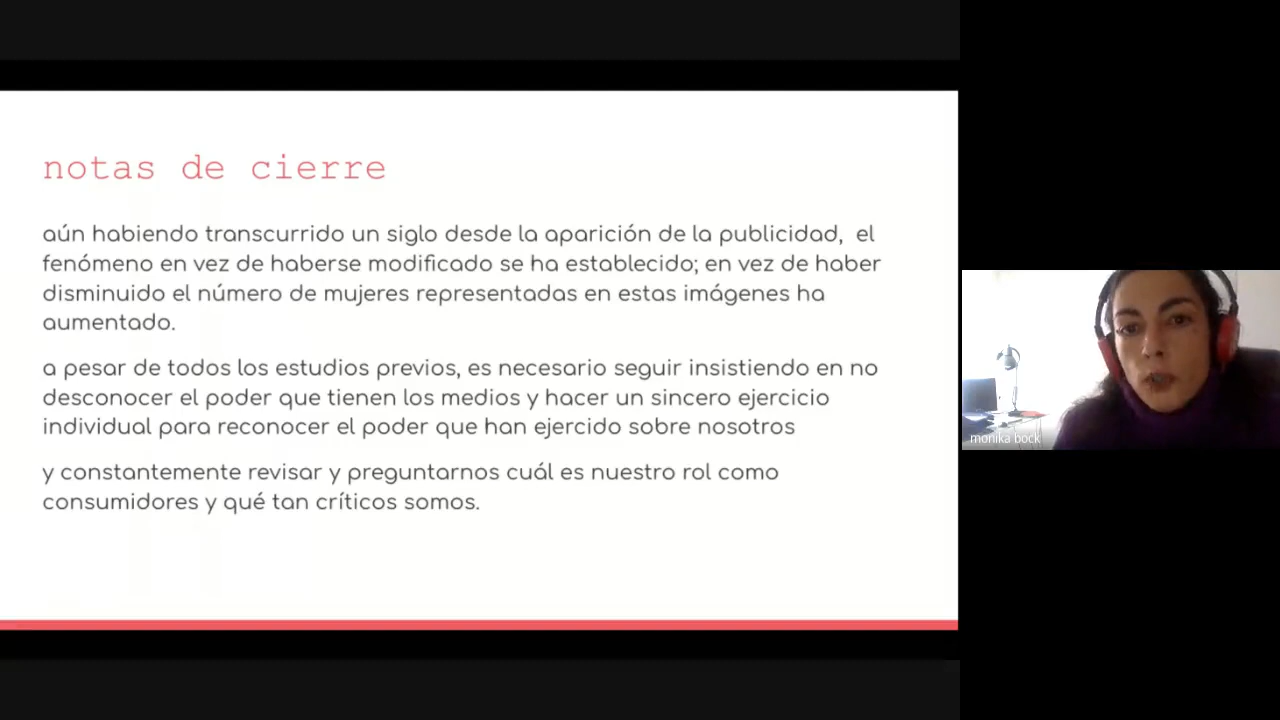 notas de cierre
aún habiendo transcurrido un siglo desde la aparición de la publicidad, el
fenómeno en vez de haberse modificado se ha establecido; en vez de haber
disminuido el número de mujeres representadas en estas imágenes ha
aumentado.
a pesar de todos los estudios previos, es necesario seguir insistiendo en no
desconocer el poder que tienen los medios y hacer un sincero ejercicio
individual para reconocer el poder que han ejercido sobre nosotros
y constantemente revisar y preguntarnos cuál es nuestro rol como
consumidores y qué tan críticos somos.
monika bock